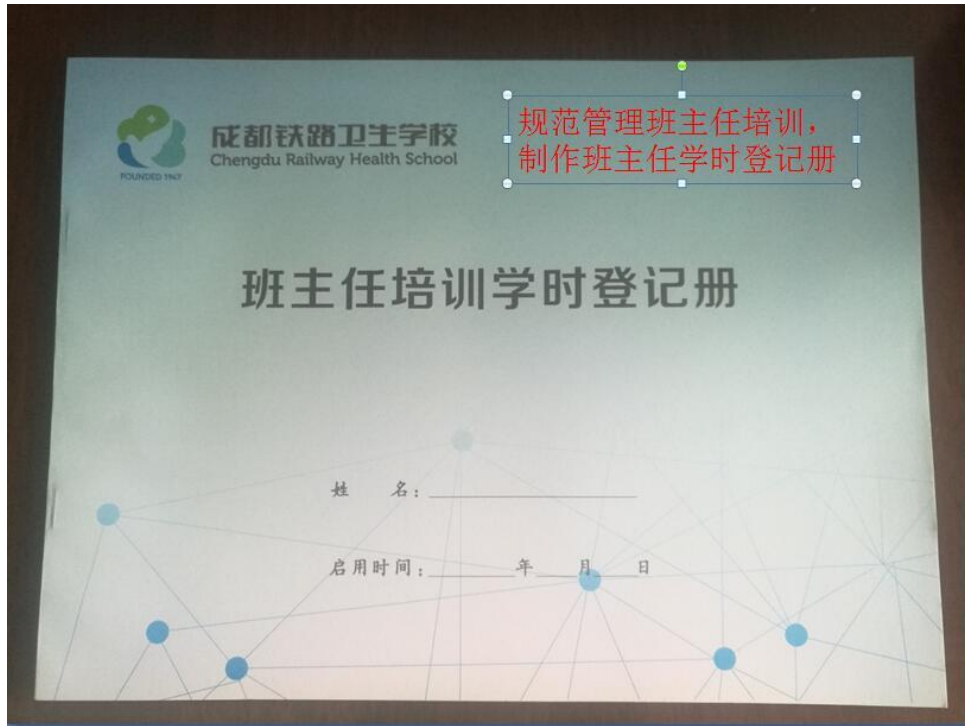 规范管理班主任培训，
制作班主任学时登记册
成都铁路卫生学校
Chengdu Railway Health School
FOUNDED 1947
班主任培训学时登记册
姓 名：
启用时间： 年 月 日